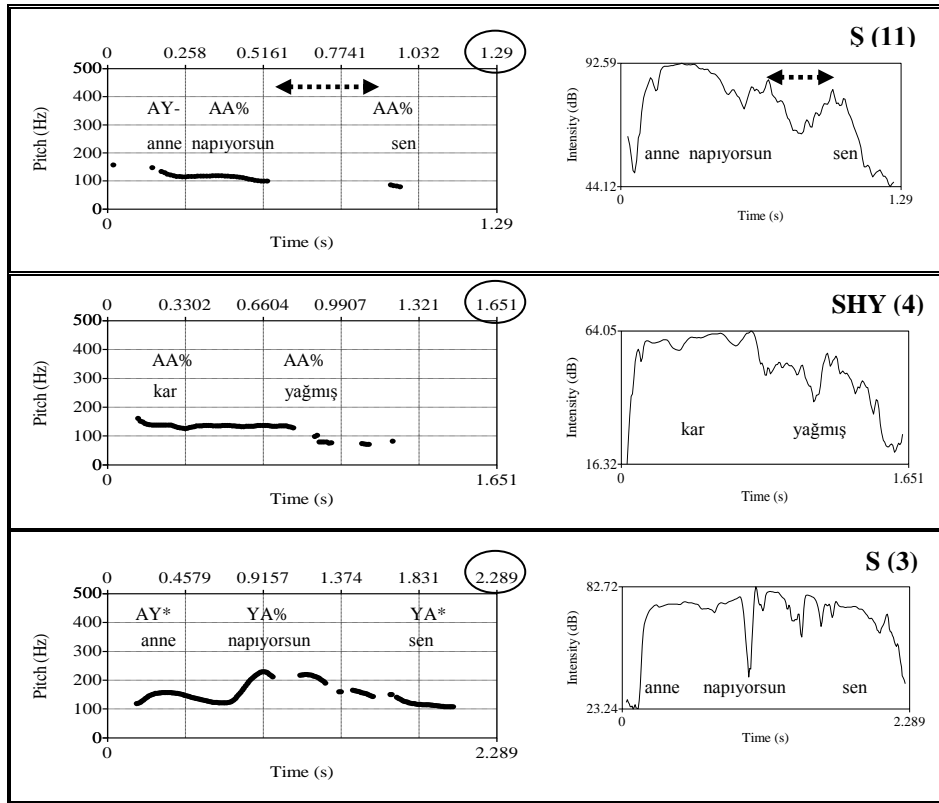 Ş (11)
0 0.258 0.5161 0.7741 1.032 1.29
500
400
300
200
100
0
Pitch (Hz)
AY- AA% AA%
anne napıyorsun sen
0 1.29
Time (s)
92.59
44.12
Intensity (dB)
anne napıyorsun sen
0 1.29
Time (s)
SHY (4)
0 0.3302 0.6604 0.9907 1.321 1.651
500
400
300
200
100
0
Pitch (Hz)
AA% AA%
kar yağmış
0 1.651
Time (s)
64.05
16.32
Intensity (dB)
kar yağmış
0 1.651
Time (s)
S (3)
0 0.4579 0.9157 1.374 1.831 2.289
500
400
300
200
100
0
Pitch (Hz)
AY* YA% YA*
anne napıyorsun sen
0 2.289
Time (s)
82.72
23.24
Intensity (dB)
anne napıyorsun sen
0 2.289
Time (s)